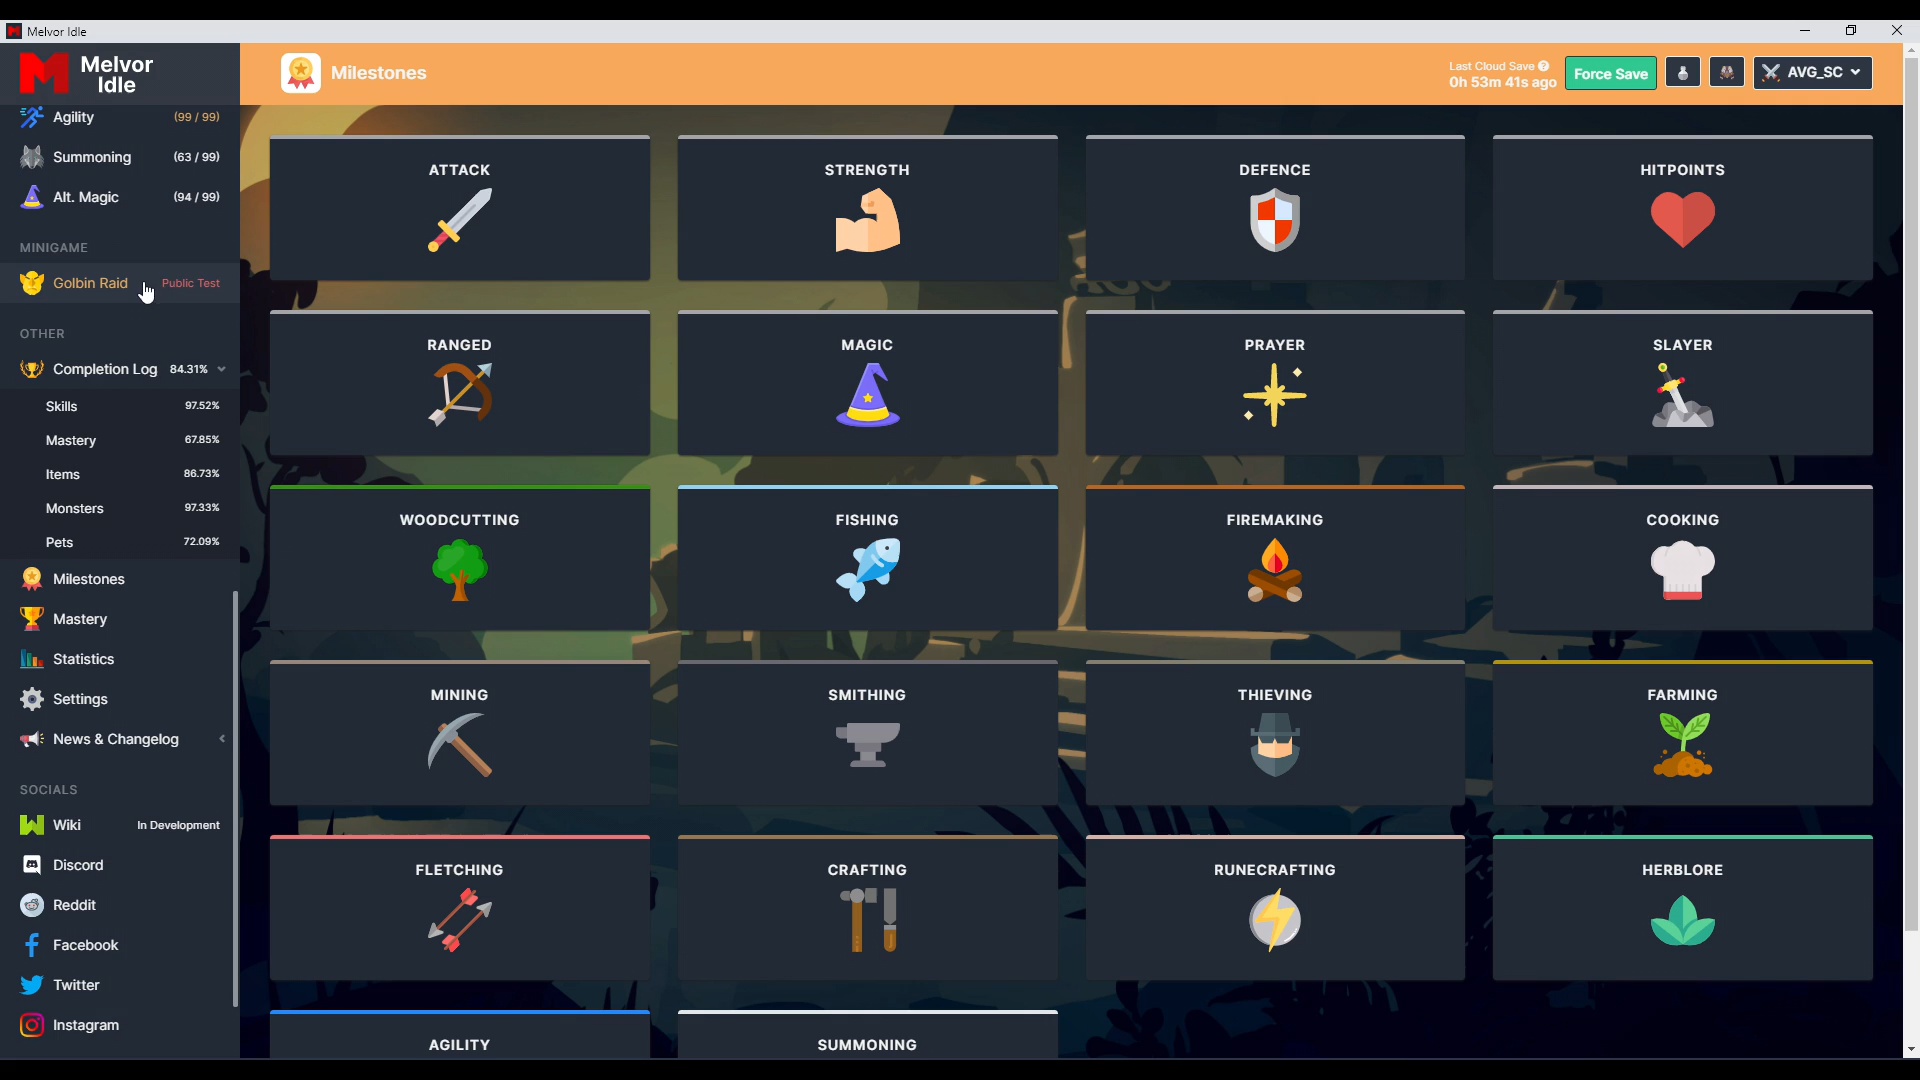 Melvor Idle
Melvor
Idle
Milestones
Last Cloud Save ?
0h 53m 41s ago
Force Save
AVG_SC
Agility (99 / 99)
Summoning (63 / 99)
Alt. Magic (94 / 99)
MINIGAME
Golbin Raid Public Test
OTHER
Completion Log 84.31%
Skills 97.52%
Mastery 67.85%
Items 86.73%
Monsters 97.33%
Pets 72.09%
Milestones
Mastery
Statistics
Settings
News & Changelog
SOCIALS
Wiki In Development
Discord
Reddit
Facebook
Twitter
Instagram
ATTACK
STRENGTH
DEFENCE
HITPOINTS
RANGED
MAGIC
PRAYER
SLAYER
WOODCUTTING
FISHING
FIREMAKING
COOKING
MINING
SMITHING
THIEVING
FARMING
FLETCHING
CRAFTING
RUNECRAFTING
HERBLORE
AGILITY
SUMMONING